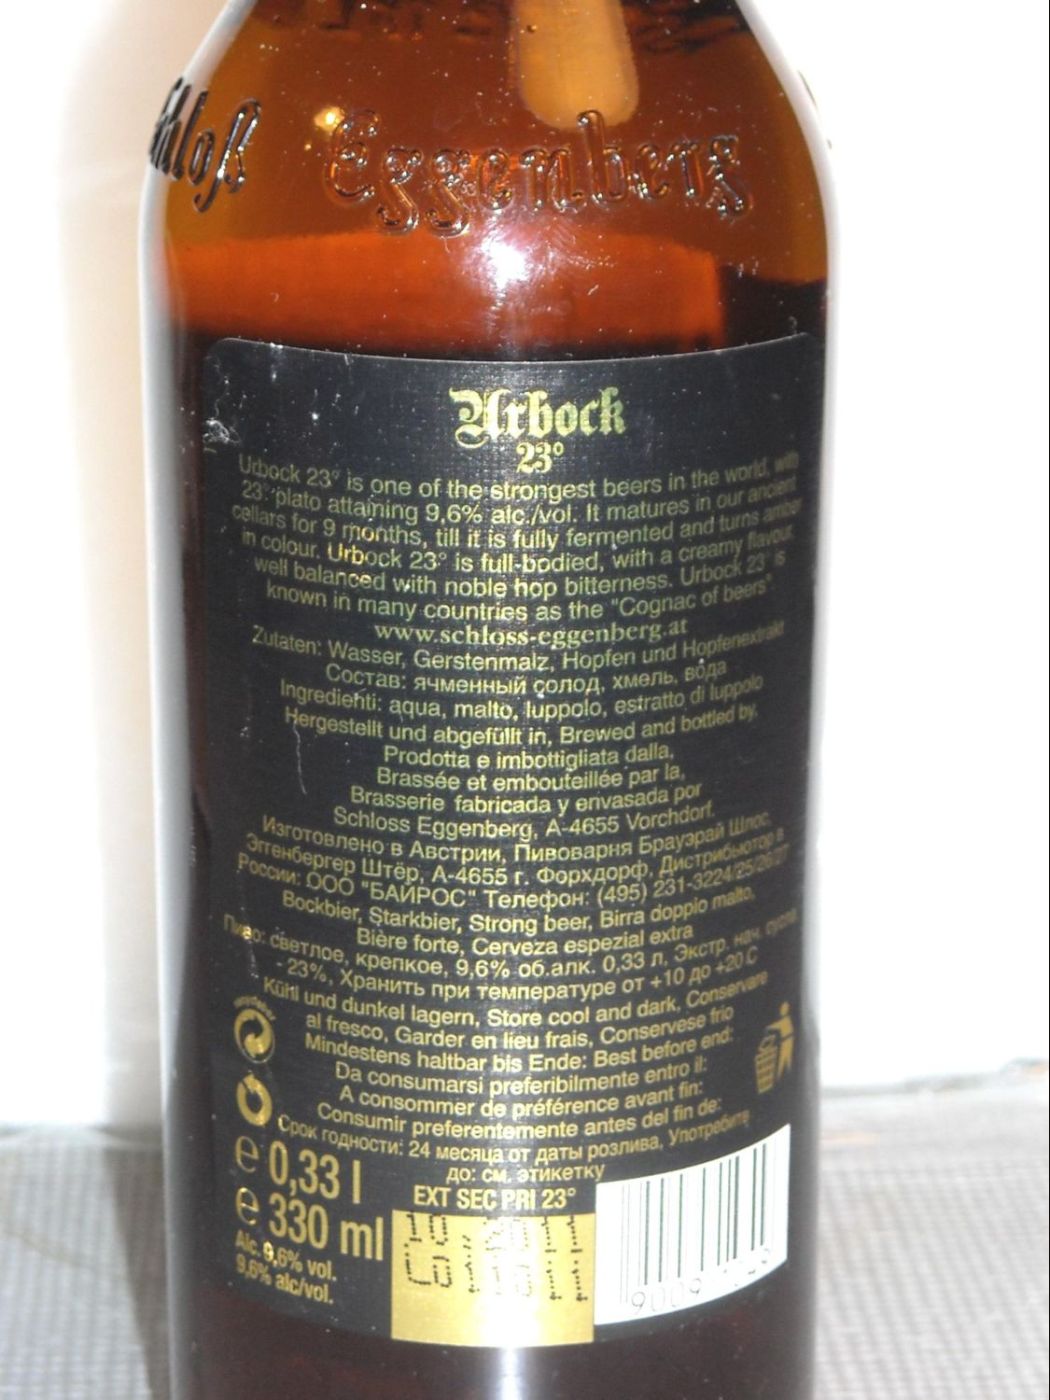 Schloß Eggenberg
Urbock
23°
Urbock 23° is one of the strongest beers in the world, with
23° plato attaining 9,6% alc./vol. It matures in our ancient
cellars for 9 months, till it is fully fermented and turns amber
in colour. Urbock 23° is full-bodied, with a creamy flavour,
well balanced with noble hop bitterness. Urbock 23° is
known in many countries as the "Cognac of beers".
www.schloss-eggenberg.at
Zutaten: Wasser, Gerstenmalz, Hopfen und Hopfenextrakt
Состав: ячменный солод, хмель, вода
Ingredienti: aqua, malto, luppolo, estratto di luppolo
Hergestellt und abgefüllt in, Brewed and bottled by,
Prodotta e imbottigliata dalla,
Brassée et embouteillée par la,
Brasserie fabricada y envasada por
Schloss Eggenberg, A-4655 Vorchdorf.
Изготовлено в Австрии, Пивоварня Брауэрай Шлос
Эггенбергер Штёр, А-4655 г. Форхдорф, Дистрибьютор в
России: ООО "БАЙРОС" Телефон: (495) 231-3224/25/26/27
Bockbier, Starkbier, Strong beer, Birra doppio malto,
Bière forte, Cerveza espezial extra
Пиво: светлое, крепкое, 9,6% об.алк. 0,33 л, Экстр. нач. сусла
- 23%, Хранить при температуре от +10 до +20 С
Kühl und dunkel lagern, Store cool and dark, Conservare
al fresco, Garder en lieu frais, Conservese frio
Mindestens haltbar bis Ende: Best before end:
Da consumarsi preferibilmente entro il:
A consommer de préférence avant fin:
Consumir preferentemente antes del fin de:
Срок годности: 24 месяца от даты розлива, Употребить
до: см. этикетку
EXT SEC PRI 23°
℮ 0,33 l
℮ 330 ml
Alc. 9,6% vol.
9,6% alc/vol.
10.2011
9009